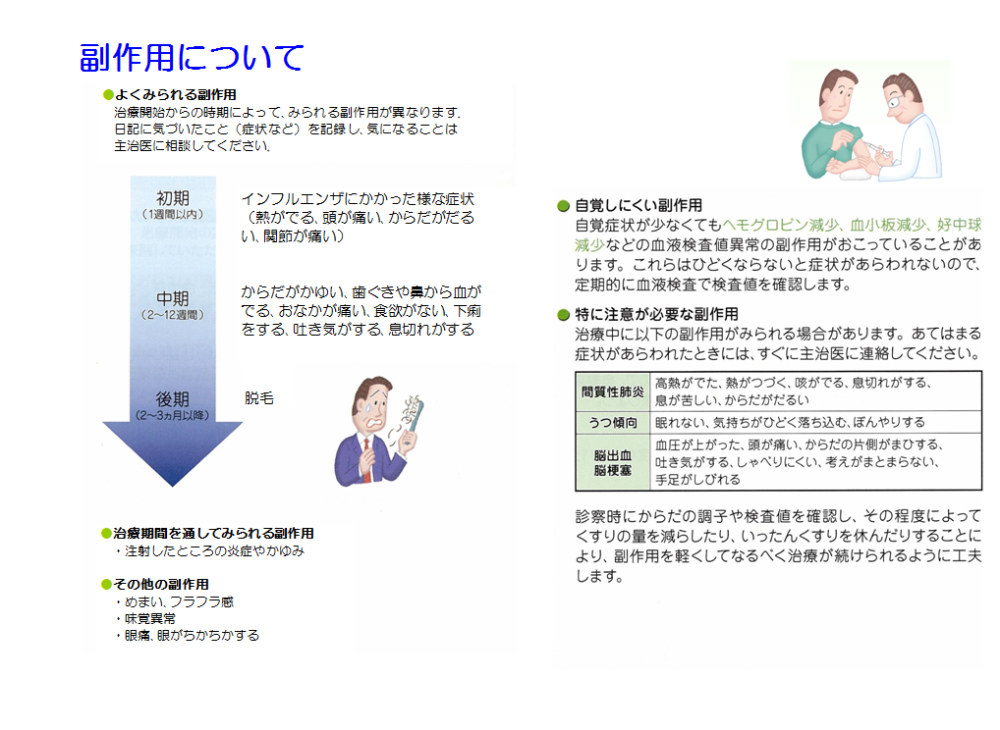 副作用について
●よくみられる副作用
治療開始からの時期によって、みられる副作用が異なります。
日記に気づいたこと（症状など）を記録し、気になることは
主治医に相談してください。
初期
（1週間以内）
インフルエンザにかかった様な症状
（熱がでる、頭が痛い、からだがだる
い、関節が痛い）
中期
（2～12週間）
からだがかゆい、歯ぐきや鼻から血が
でる、おなかが痛い、食欲がない、下痢
をする、吐き気がする、息切れがする
後期
（2～3ヵ月以降）
脱毛
●治療期間を通してみられる副作用
・注射したところの炎症やかゆみ
●その他の副作用
・めまい、フラフラ感
・味覚異常
・眼痛、眼がちかちかする
●自覚しにくい副作用
自覚症状が少なくてもヘモグロビン減少、血小板減少、好中球
減少などの血液検査値異常の副作用がおこっていることがあ
ります。これらはひどくならないと症状があらわれないので、
定期的に血液検査で検査値を確認します。
●特に注意が必要な副作用
治療中に以下の副作用がみられる場合があります。あてはまる
症状があらわれたときには、すぐに主治医に連絡してください。
間質性肺炎
高熱がでた、熱がつづく、咳がでる、息切れがする、
息が苦しい、からだがだるい
うつ傾向
眠れない、気持ちがひどく落ち込む、ぼんやりする
脳出血
脳梗塞
血圧が上がった、頭が痛い、からだの片側がまひする、
吐き気がする、しゃべりにくい、考えがまとまらない、
手足がしびれる
診察時にからだの調子や検査値を確認し、その程度によって
くすりの量を減らしたり、いったんくすりを休んだりすることに
より、副作用を軽くしてなるべく治療が続けられるように工夫
します。